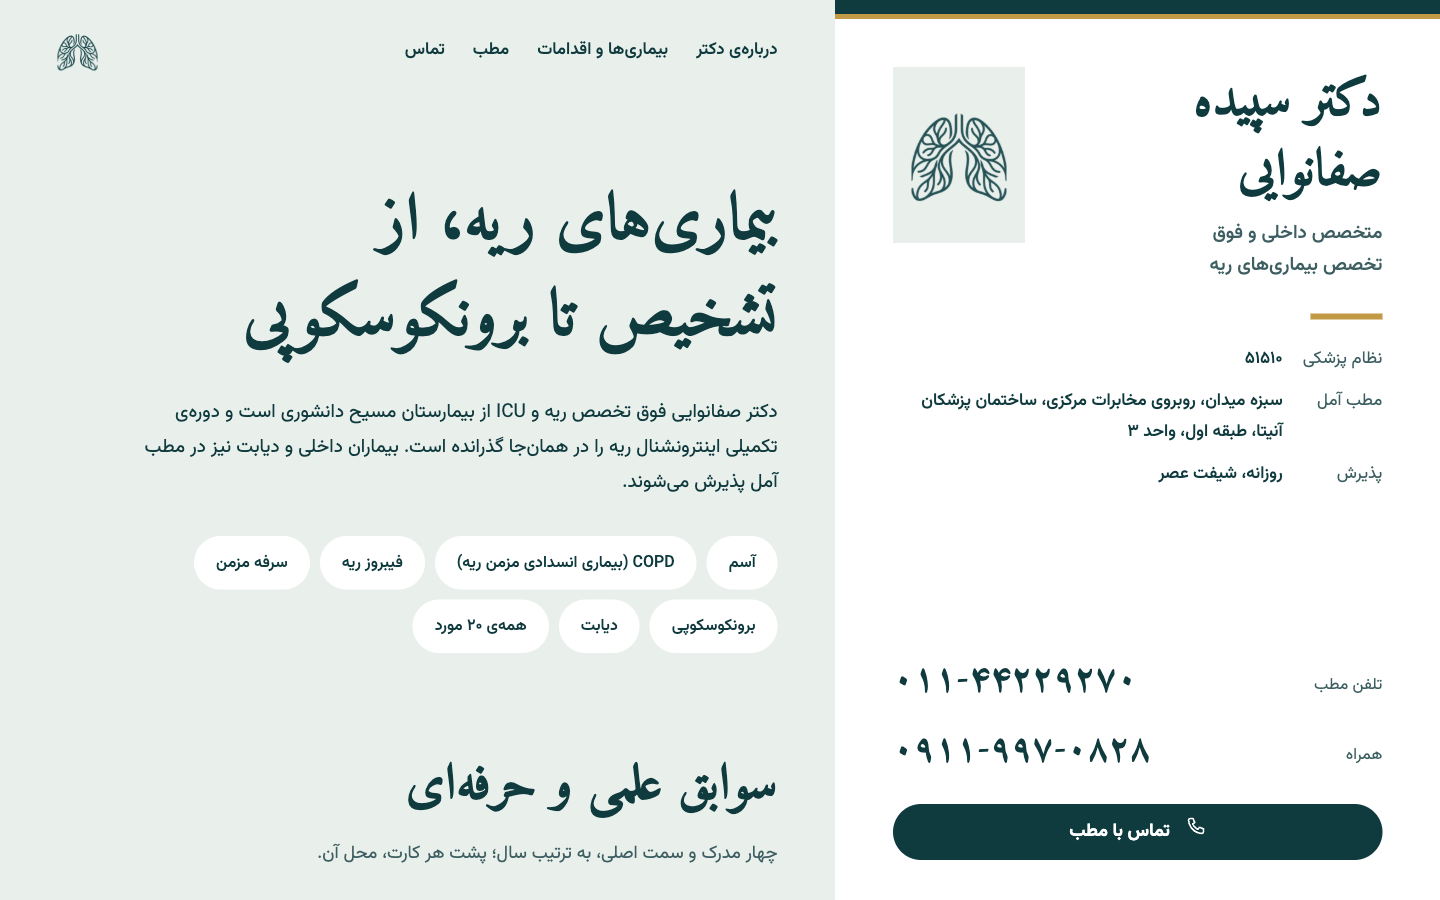 دکتر سپیده
صفانوایی
متخصص داخلی و فوق
تخصص بیماری‌های ریه
نظام پزشکی ۵۱۵۱۰
مطب آمل سبزه میدان، روبروی مخابرات مرکزی، ساختمان پزشکان
آنیتا، طبقه اول، واحد ۳
پذیرش روزانه، شیفت عصر
تلفن مطب ۰۱۱-۴۴۲۲۹۲۷۰
همراه ۰۹۱۱-۹۹۷-۰۸۲۸
تماس با مطب
درباره‌ی دکتر بیماری‌ها و اقدامات مطب تماس
بیماری‌های ریه، از
تشخیص تا برونکوسکوپی
دکتر صفانوایی فوق تخصص ریه و ICU از بیمارستان مسیح دانشوری است و دوره‌ی
تکمیلی اینترونشنال ریه را در همان‌جا گذرانده است. بیماران داخلی و دیابت نیز در مطب
آمل پذیرش می‌شوند.
آسم COPD (بیماری انسدادی مزمن ریه) فیبروز ریه سرفه مزمن
برونکوسکوپی دیابت همه‌ی ۲۰ مورد
سوابق علمی و حرفه‌ای
چهار مدرک و سمت اصلی، به ترتیب سال؛ پشت هر کارت، محل آن.